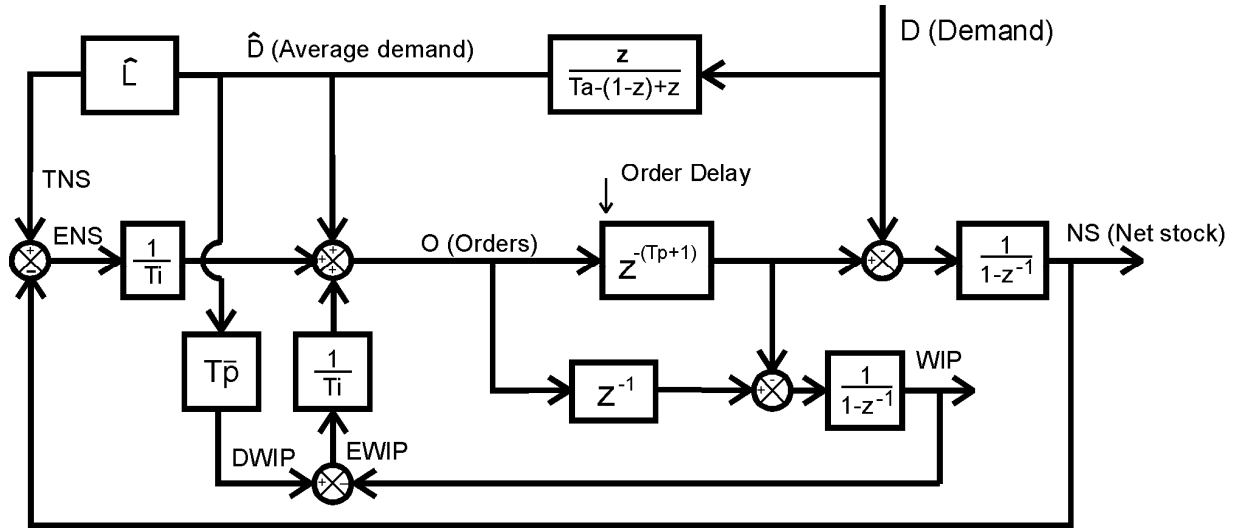 D (Demand)
D̂ (Average demand)
L̂
z
Ta-(1-z)+z
TNS
Order Delay
ENS
O (Orders)
NS (Net stock)
+
-
1
Ti
+
+
+
z-(Tp+1)
+
-
1
1-z-1
Tp̄
1
Ti
z-1
+
-
1
1-z-1
WIP
DWIP
EWIP
+
-